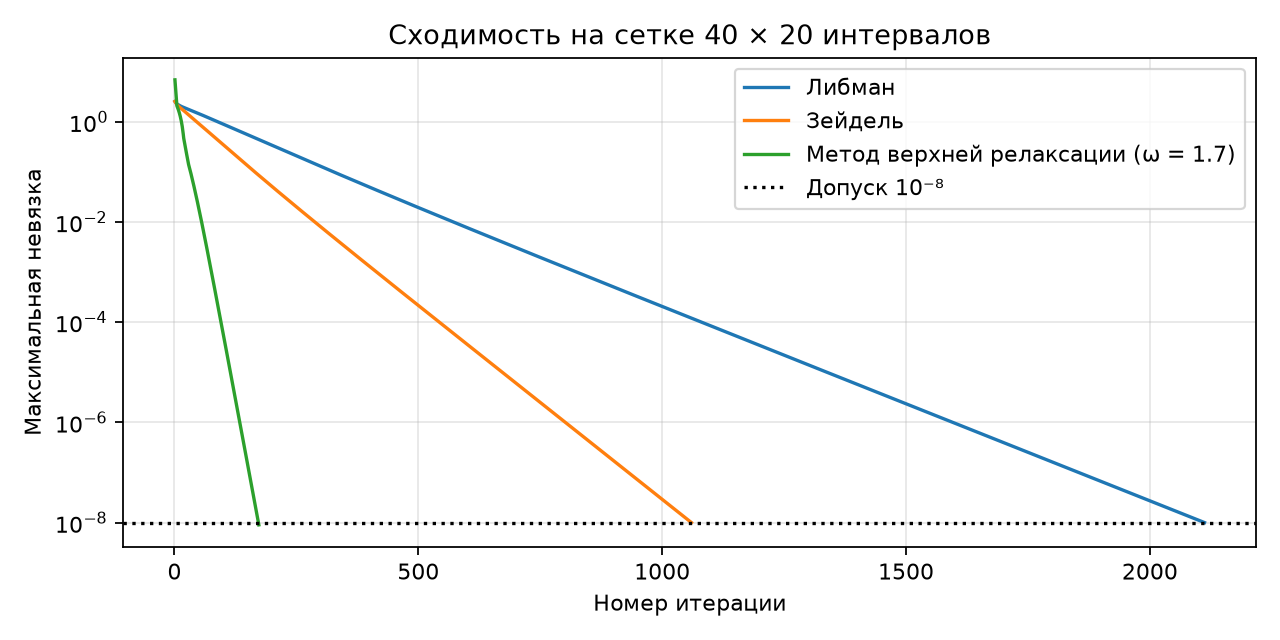 Сходимость на сетке 40 × 20 интервалов
Максимальная невязка
10⁰
10⁻²
10⁻⁴
10⁻⁶
10⁻⁸
Либман
Зейдель
Метод верхней релаксации (ω = 1.7)
Допуск 10⁻⁸
0 500 1000 1500 2000
Номер итерации